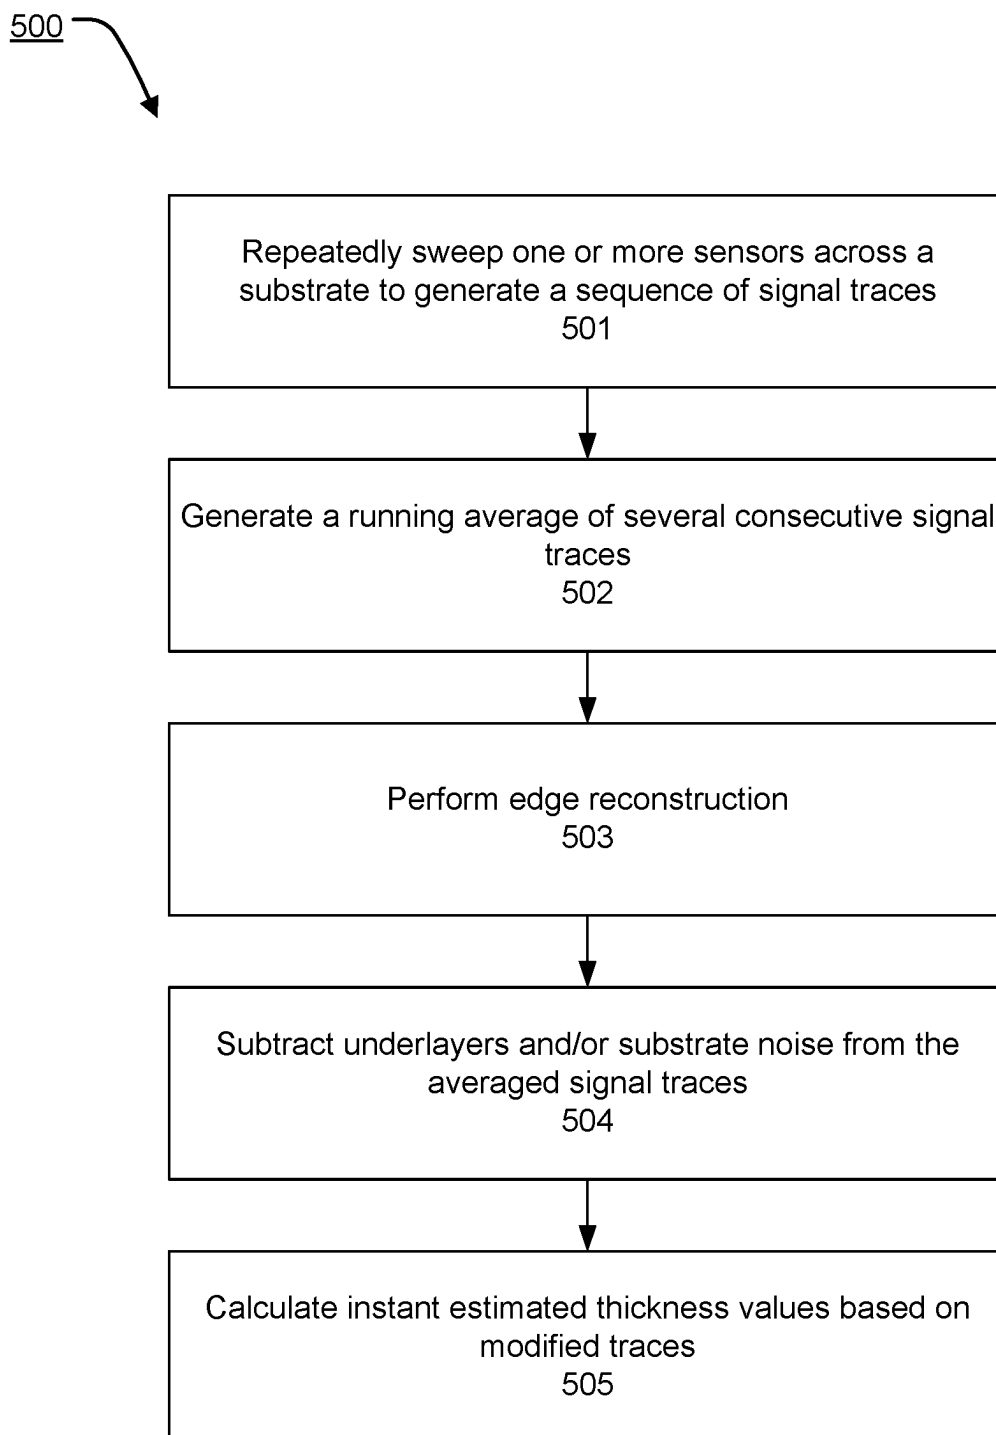 500
Repeatedly sweep one or more sensors across a
substrate to generate a sequence of signal traces
501
Generate a running average of several consecutive signal
traces
502
Perform edge reconstruction
503
Subtract underlayers and/or substrate noise from the
averaged signal traces
504
Calculate instant estimated thickness values based on
modified traces
505